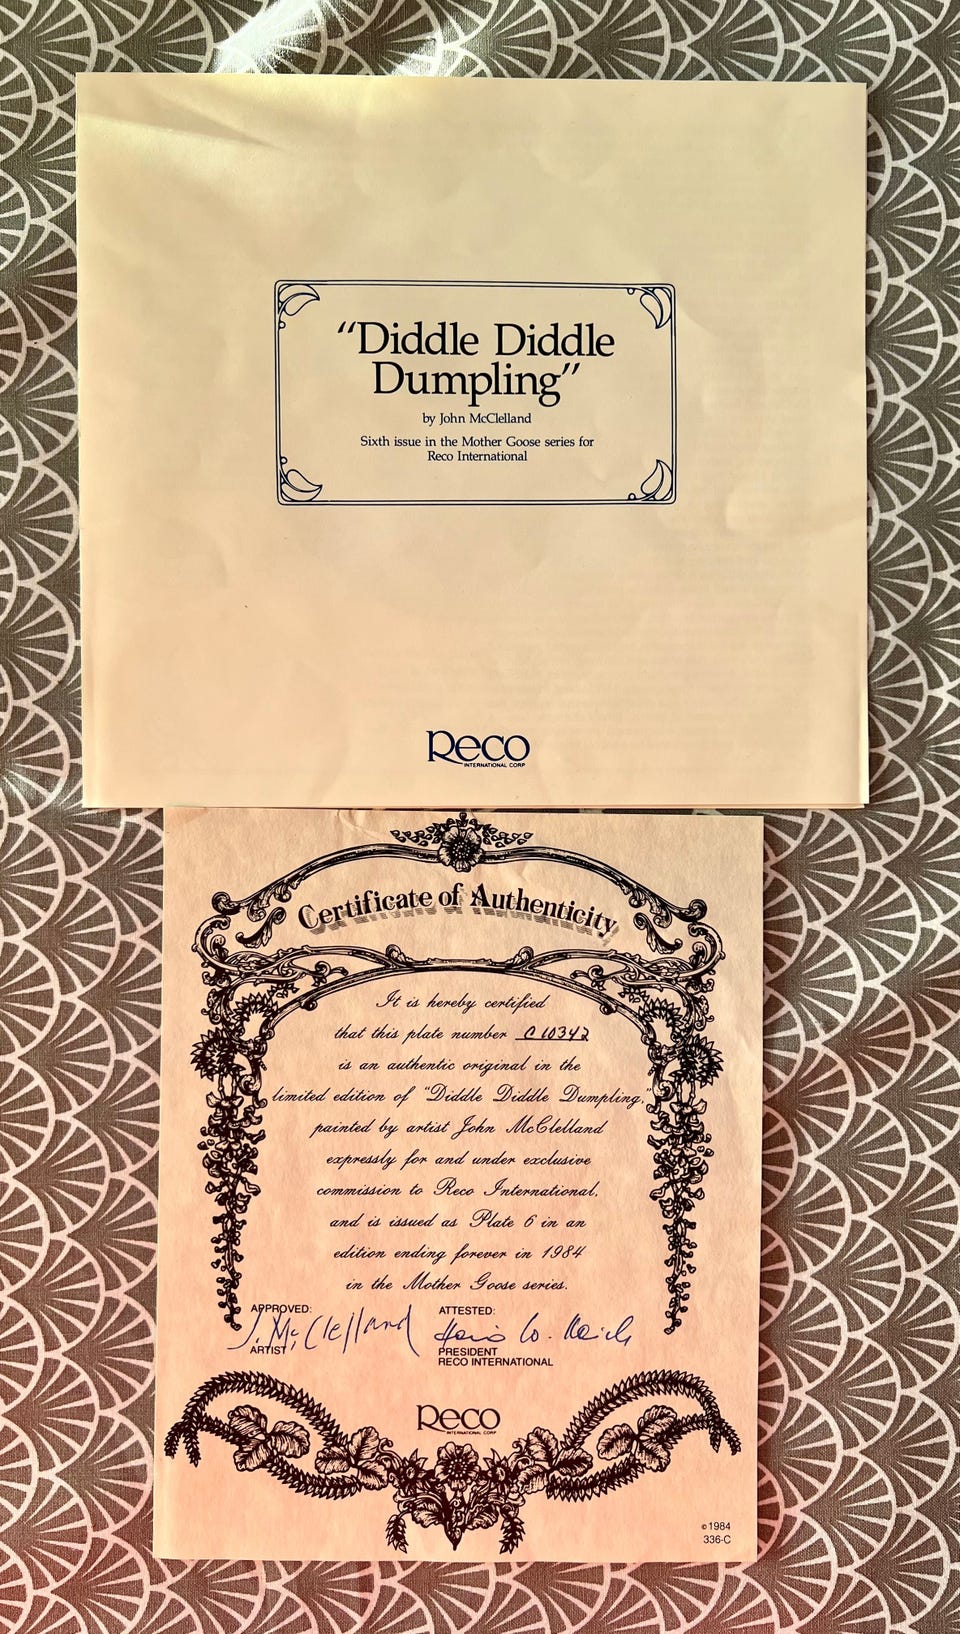 “Diddle Diddle
Dumpling”
by John McClelland
Sixth issue in the Mother Goose series for
Reco International
Reco
INTERNATIONAL CORP
Certificate of Authenticity
It is hereby certified
that this plate number C 10342
is an authentic original in the
limited edition of “Diddle Diddle Dumpling,”
painted by artist John McClelland
expressly for and under exclusive
commission to Reco International,
and is issued as Plate 6 in an
edition ending forever in 1984
in the Mother Goose series.
APPROVED: ATTESTED:
J. McClelland
ARTIST PRESIDENT
RECO INTERNATIONAL
Reco
INTERNATIONAL CORP
© 1984
336-C